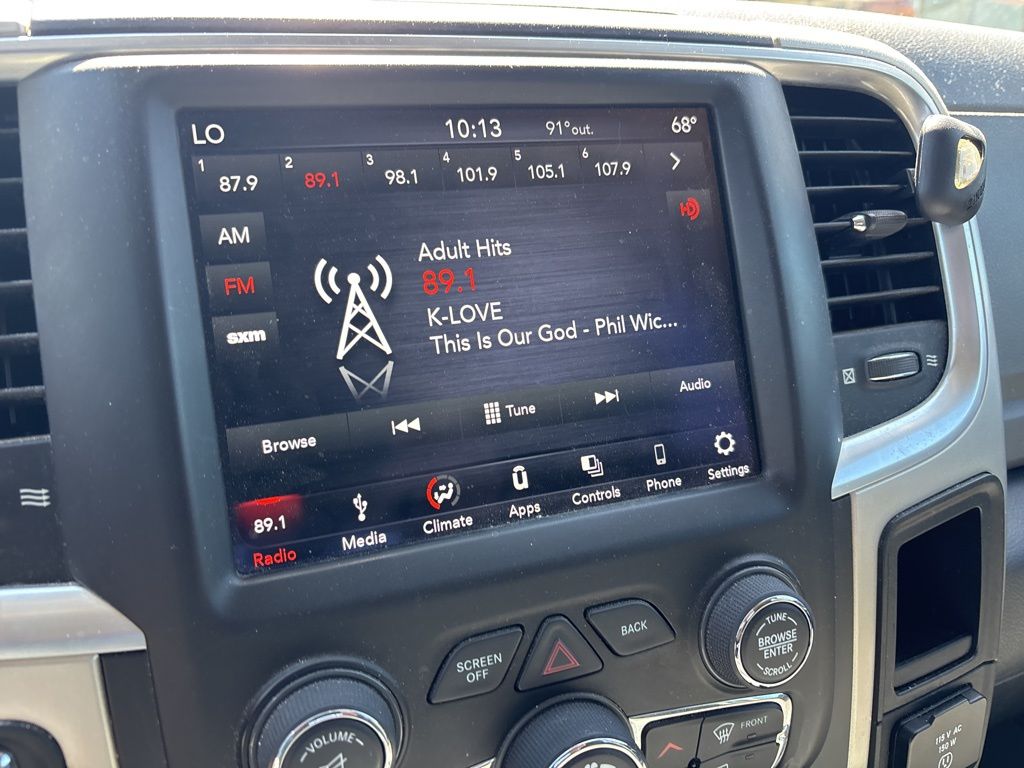 LO 10:13 91°out. 68°
1 87.9 2 89.1 3 98.1 4 101.9 5 105.1 6 107.9
AM
FM
sxm
Adult Hits
89.1
K-LOVE
This Is Our God - Phil Wic...
Browse Tune Audio
89.1
Radio Media Climate Apps Controls Phone Settings
SCREEN
OFF
BACK
TUNE
BROWSE
ENTER
SCROLL
VOLUME
FRONT
115 V AC
150 W